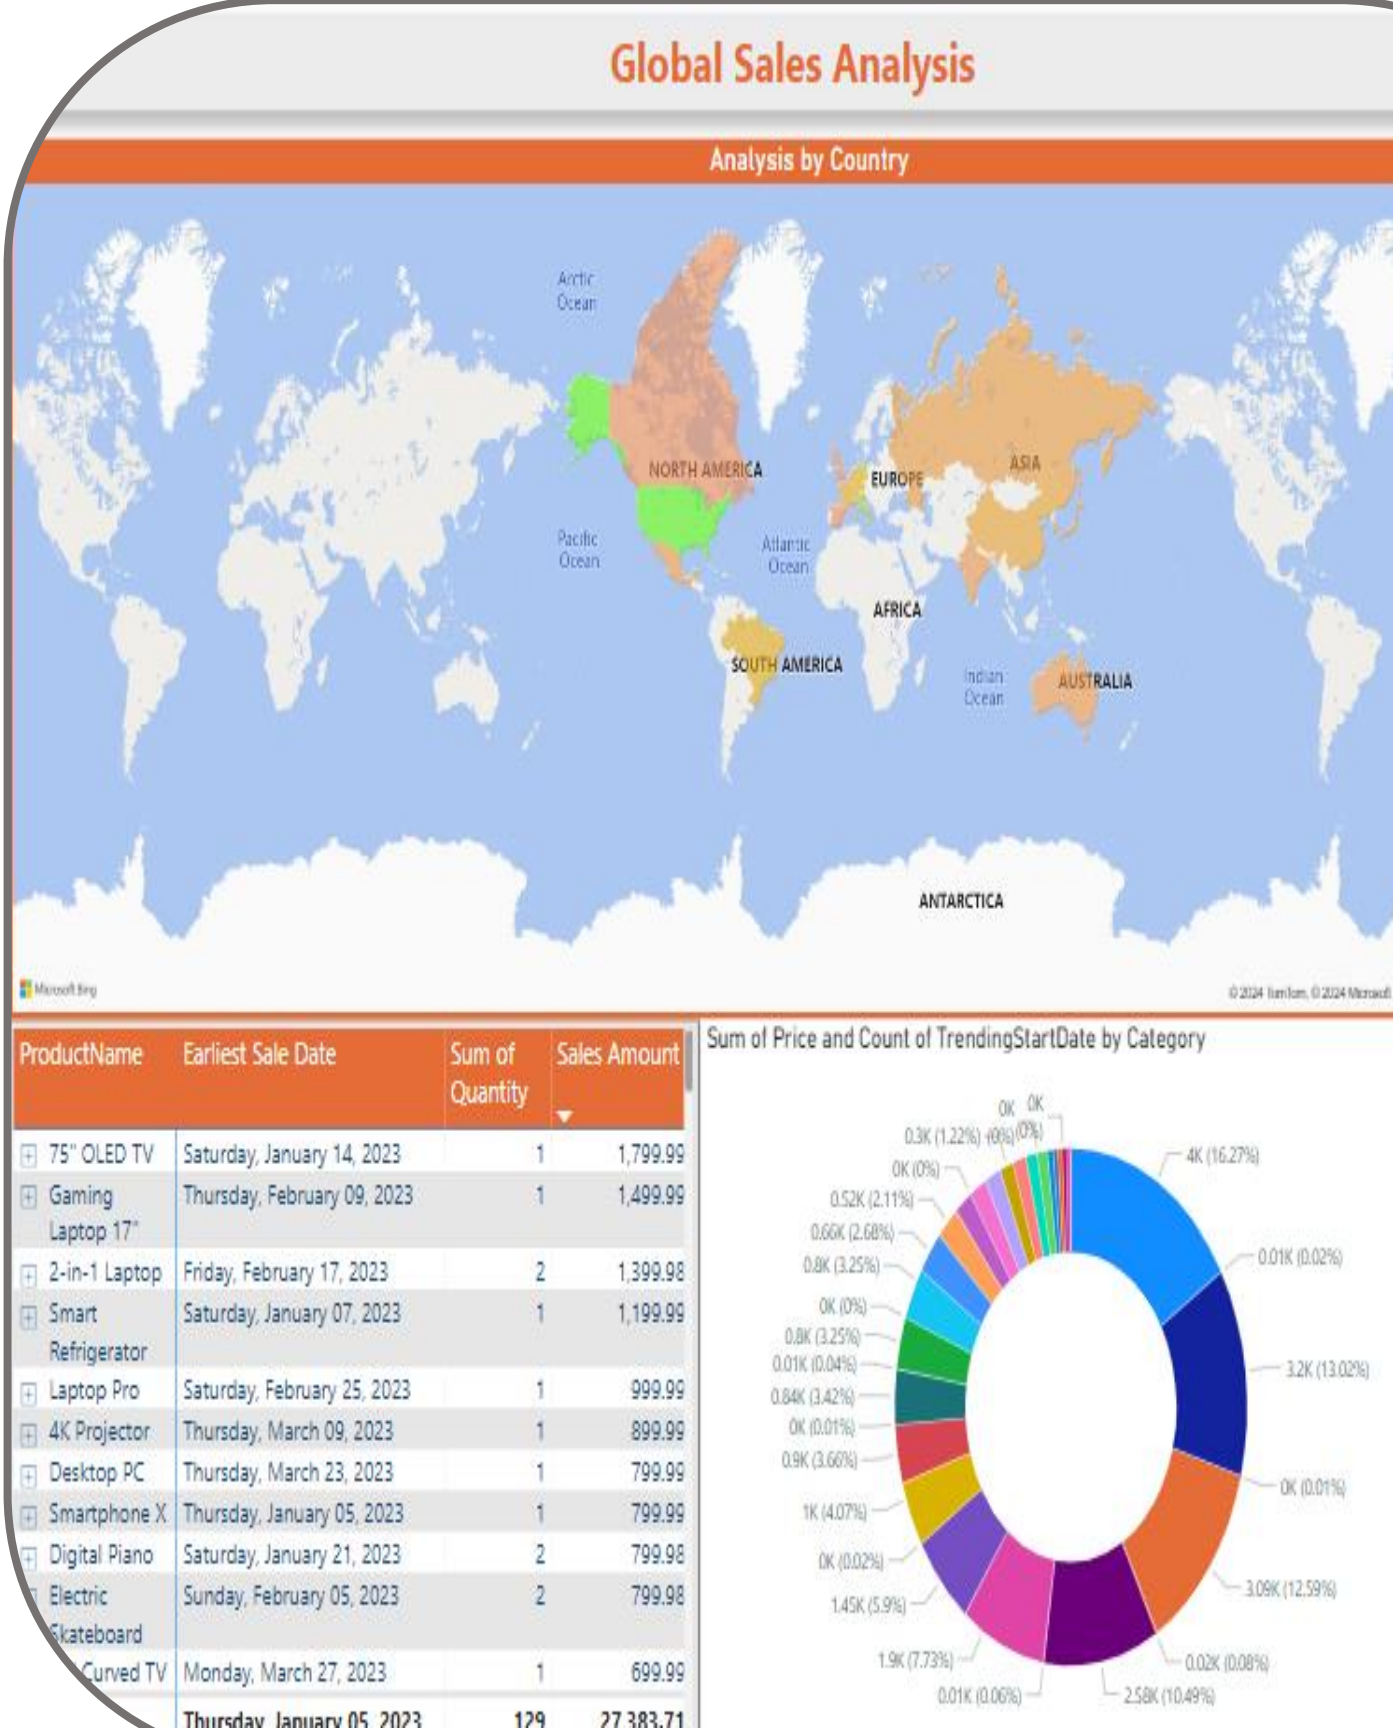 Global Sales Analysis
Analysis by Country
Arctic
Ocean
NORTH AMERICA
EUROPE
ASIA
Pacific
Ocean
Atlantic
Ocean
AFRICA
SOUTH AMERICA
Indian
Ocean
AUSTRALIA
ANTARCTICA
Microsoft Bing
© 2024 TomTom, © 2024 Microsoft
ProductName Earliest Sale Date Sum of Quantity Sales Amount
75" OLED TV Saturday, January 14, 2023 1 1,799.99
Gaming Thursday, February 09, 2023 1 1,499.99
Laptop 17"
2-in-1 Laptop Friday, February 17, 2023 2 1,399.98
Smart Saturday, January 07, 2023 1 1,199.99
Refrigerator
Laptop Pro Saturday, February 25, 2023 1 999.99
4K Projector Thursday, March 09, 2023 1 899.99
Desktop PC Thursday, March 23, 2023 1 799.99
Smartphone X Thursday, January 05, 2023 1 799.99
Digital Piano Saturday, January 21, 2023 2 799.98
Electric Sunday, February 05, 2023 2 799.98
Skateboard
Curved TV Monday, March 27, 2023 1 699.99
Thursday, January 05, 2023 129 27,383.71
Sum of Price and Count of TrendingStartDate by Category
0K 0K
0.3K (1.22%) (0%) (0%)
4K (16.27%)
0K (0%)
0.52K (2.11%)
0.66K (2.68%)
0.01K (0.02%)
0.8K (3.25%)
0K (0%)
0.8K (3.25%)
0.01K (0.04%)
3.2K (13.02%)
0.84K (3.42%)
0K (0.01%)
0.9K (3.66%)
0K (0.01%)
1K (4.07%)
0K (0.02%)
3.09K (12.59%)
1.45K (5.9%)
1.9K (7.73%)
0.02K (0.08%)
0.01K (0.06%)
2.58K (10.49%)